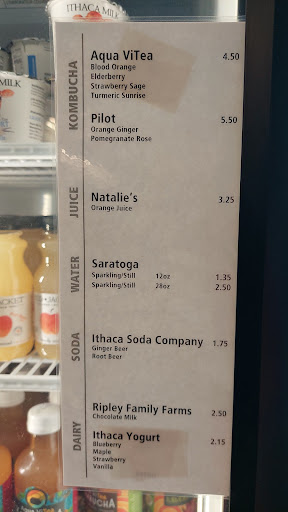 ITHACA MILK
MILK
KOMBUCHA
Aqua ViTea 4.50
Blood Orange
Elderberry
Strawberry Sage
Turmeric Sunrise
Pilot 5.50
Orange Ginger
Pomegranate Rose
JUICE
Natalie's 3.25
Orange Juice
WATER
Saratoga
Sparkling/Still 12oz 1.35
Sparkling/Still 28oz 2.50
SODA
Ithaca Soda Company 1.75
Ginger Beer
Root Beer
DAIRY
Ripley Family Farms 2.50
Chocolate Milk
Ithaca Yogurt 2.15
Blueberry
Maple
Strawberry
Vanilla